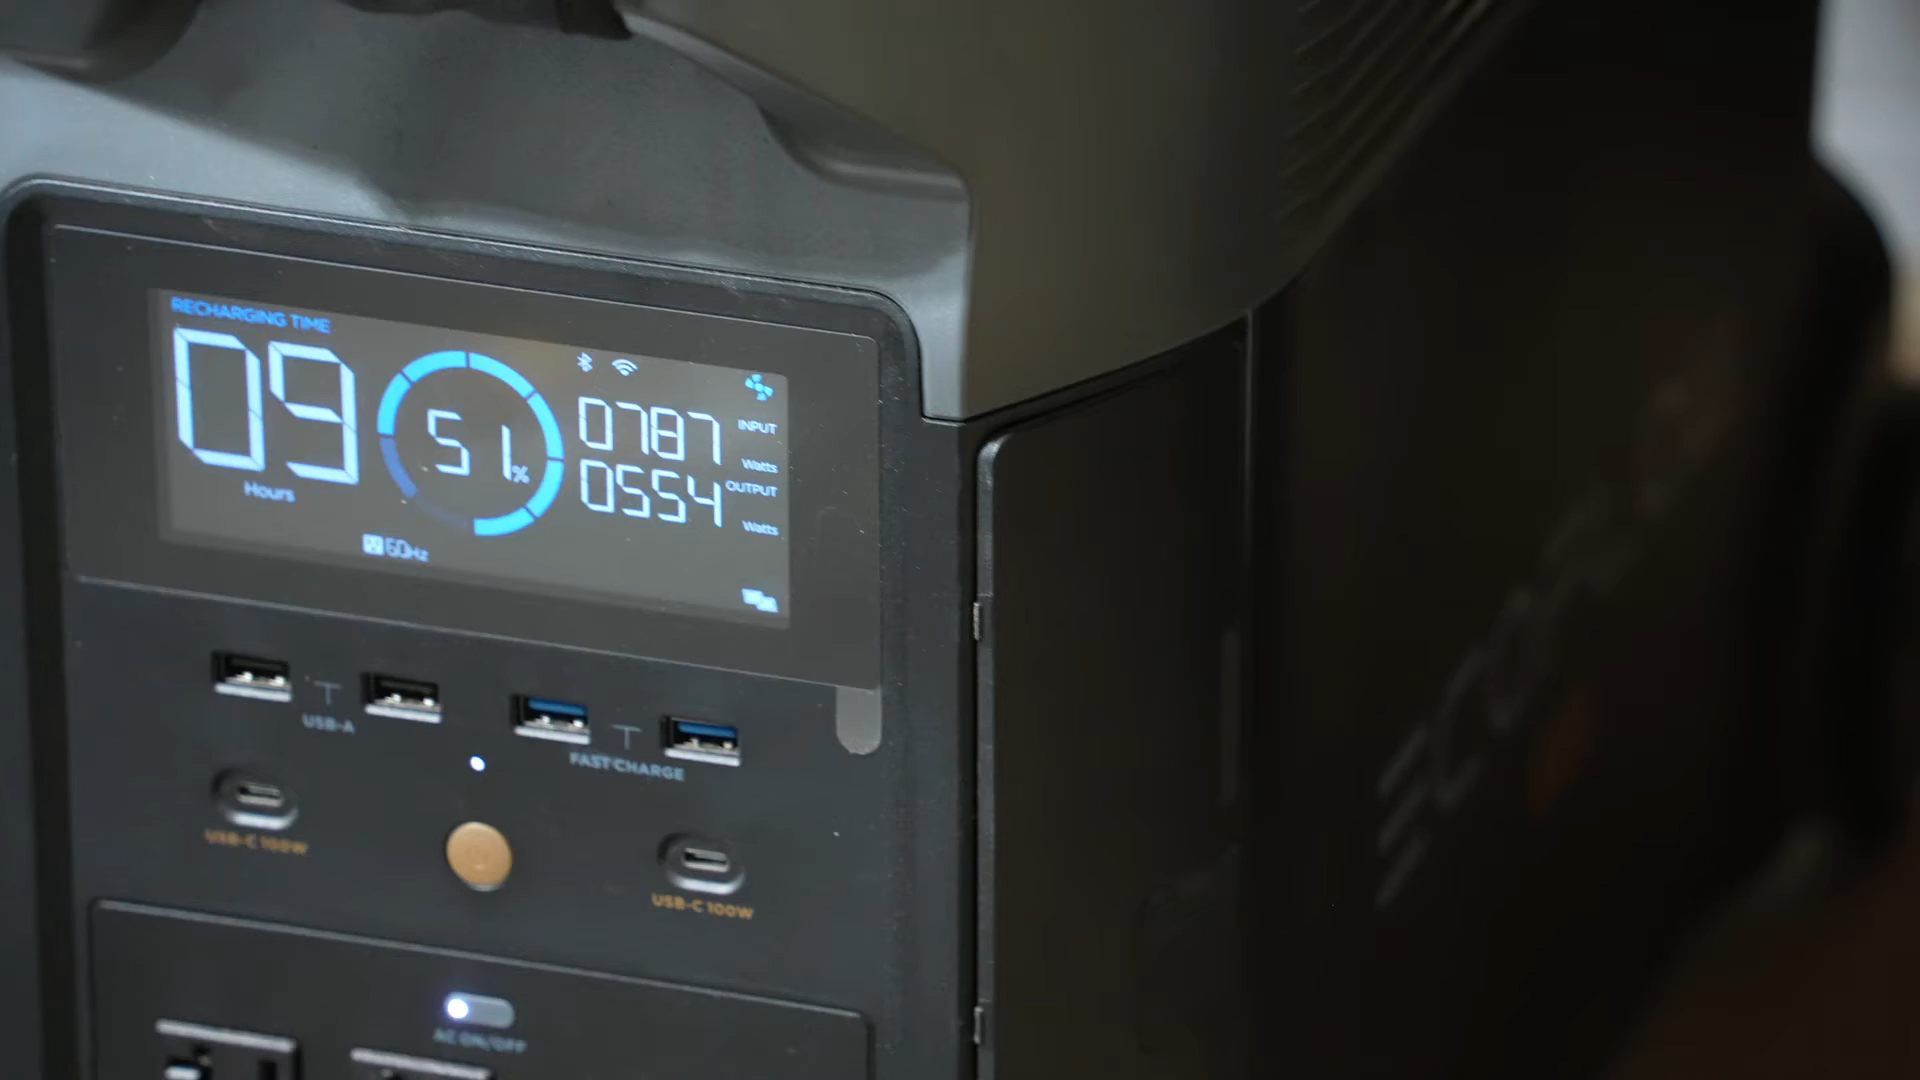 RECHARGING TIME
09
Hours
51%
0787 INPUT Watts
0554 OUTPUT Watts
60Hz
USB-A
FAST CHARGE
USB-C 100W
USB-C 100W
AC ON/OFF